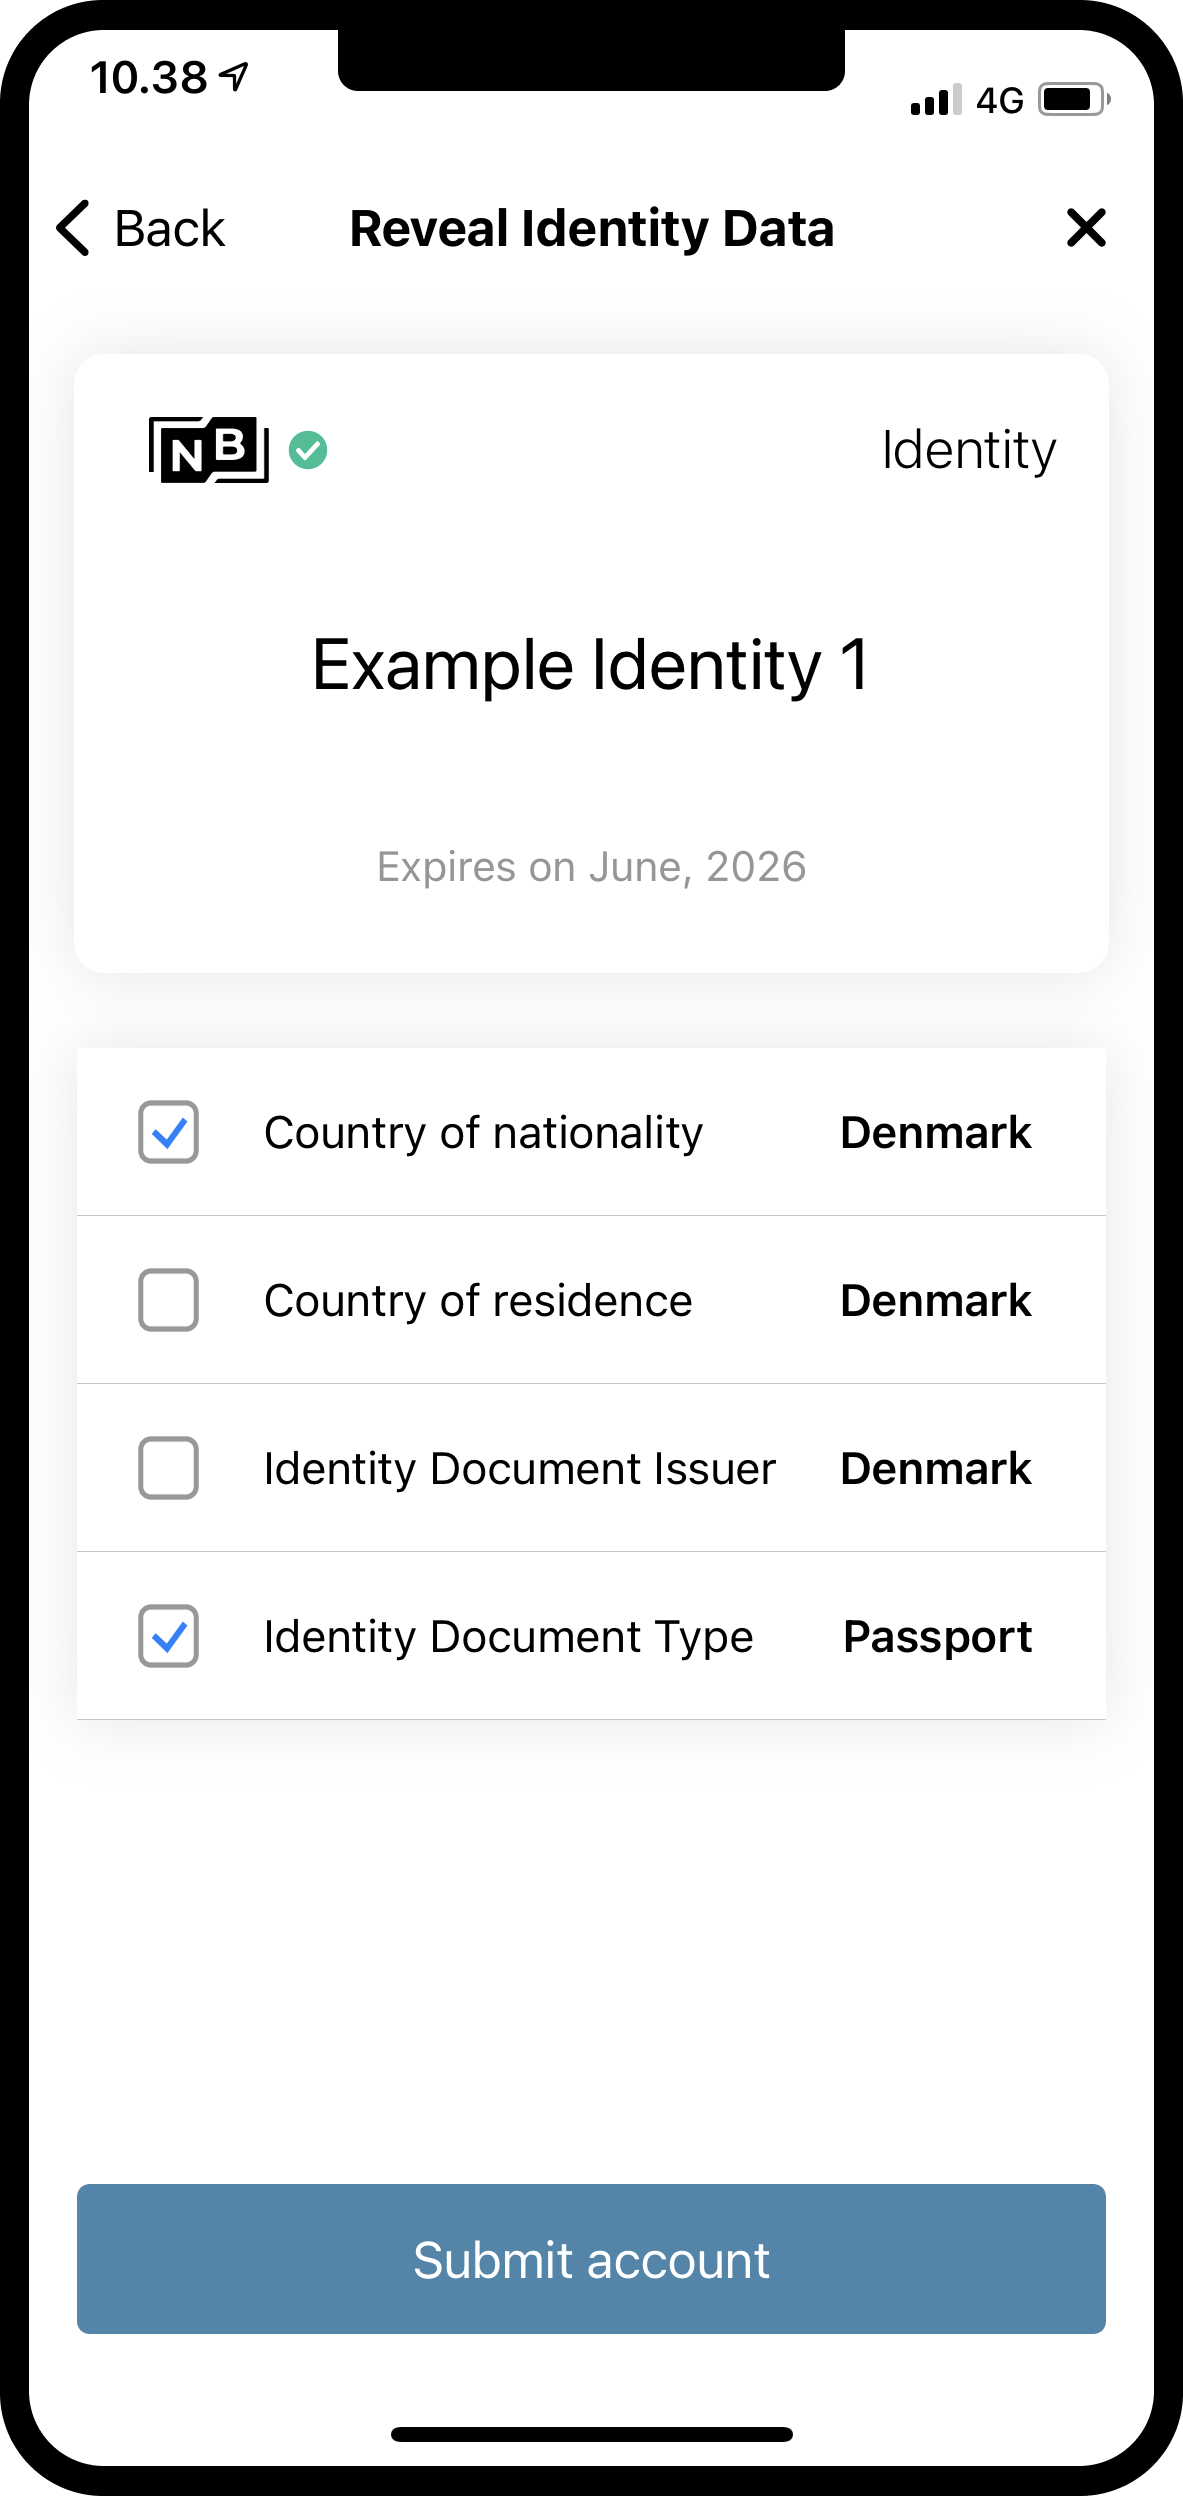 10.38
4G
Back
Reveal Identity Data
NB
Identity
Example Identity 1
Expires on June, 2026
Country of nationality Denmark
Country of residence Denmark
Identity Document Issuer Denmark
Identity Document Type Passport
Submit account